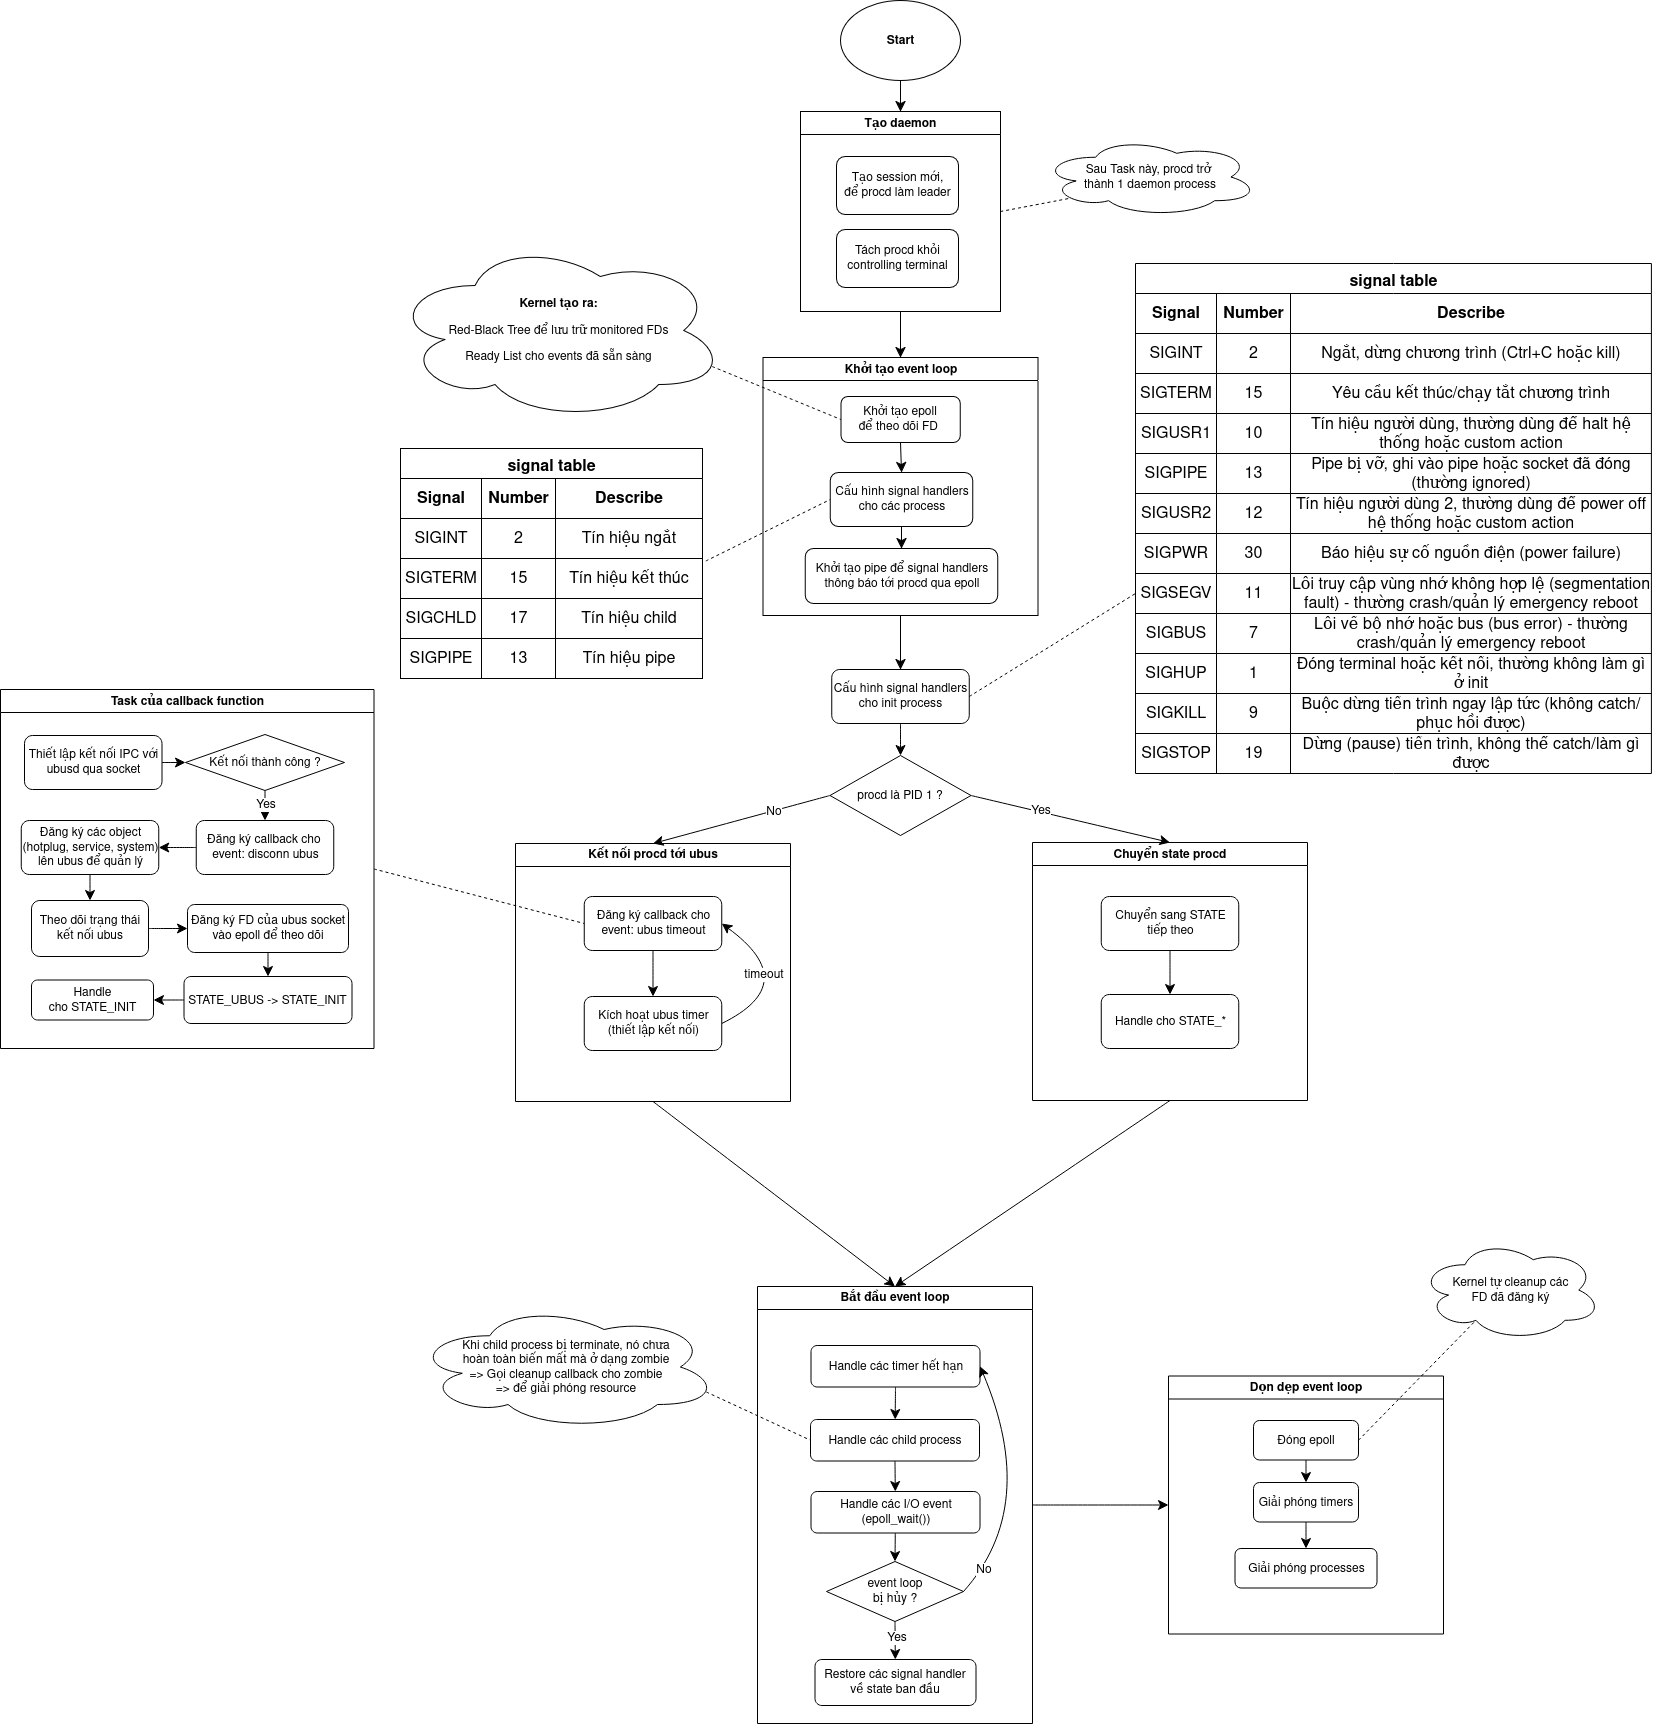 Start
Tạo daemon
Tạo session mới,
để procd làm leader
Tách procd khỏi
controlling terminal
Sau Task này, procd trở
thành 1 daemon process
Kernel tạo ra:
Red-Black Tree để lưu trữ monitored FDs
Ready List cho events đã sẵn sàng
Khởi tạo event loop
Khởi tạo epoll
để theo dõi FD
Cấu hình signal handlers
cho các process
Khởi tạo pipe để signal handlers
thông báo tới procd qua epoll
signal table
Signal Number Describe
SIGINT 2 Tín hiệu ngắt
SIGTERM 15 Tín hiệu kết thúc
SIGCHLD 17 Tín hiệu child
SIGPIPE 13 Tín hiệu pipe
signal table
Signal Number Describe
SIGINT 2 Ngắt, dừng chương trình (Ctrl+C hoặc kill)
SIGTERM 15 Yêu cầu kết thúc/chạy tắt chương trình
SIGUSR1 10 Tín hiệu người dùng, thường dùng để halt hệ
thống hoặc custom action
SIGPIPE 13 Pipe bị vỡ, ghi vào pipe hoặc socket đã đóng
(thường ignored)
SIGUSR2 12 Tín hiệu người dùng 2, thường dùng để power off
hệ thống hoặc custom action
SIGPWR 30 Báo hiệu sự cố nguồn điện (power failure)
SIGSEGV 11 Lỗi truy cập vùng nhớ không hợp lệ (segmentation
fault) - thường crash/quản lý emergency reboot
SIGBUS 7 Lỗi về bộ nhớ hoặc bus (bus error) - thường
crash/quản lý emergency reboot
SIGHUP 1 Đóng terminal hoặc kết nối, thường không làm gì
ở init
SIGKILL 9 Buộc dừng tiến trình ngay lập tức (không catch/
phục hồi được)
SIGSTOP 19 Dừng (pause) tiến trình, không thể catch/làm gì
được
Cấu hình signal handlers
cho init process
procd là PID 1 ?
No
Yes
Task của callback function
Thiết lập kết nối IPC với
ubusd qua socket
Kết nối thành công ?
Yes
Đăng ký callback cho
event: disconn ubus
Đăng ký các object
(hotplug, service, system)
lên ubus để quản lý
Theo dõi trạng thái
kết nối ubus
Đăng ký FD của ubus socket
vào epoll để theo dõi
STATE_UBUS -> STATE_INIT
Handle
cho STATE_INIT
Kết nối procd tới ubus
Đăng ký callback cho
event: ubus timeout
timeout
Kích hoạt ubus timer
(thiết lập kết nối)
Chuyển state procd
Chuyển sang STATE
tiếp theo
Handle cho STATE_*
Bắt đầu event loop
Handle các timer hết hạn
Handle các child process
Handle các I/O event
(epoll_wait())
event loop
bị hủy ?
No
Yes
Restore các signal handler
về state ban đầu
Khi child process bị terminate, nó chưa
hoàn toàn biến mất mà ở dạng zombie
=> Gọi cleanup callback cho zombie
=> để giải phóng resource
Kernel tự cleanup các
FD đã đăng ký
Dọn dẹp event loop
Đóng epoll
Giải phóng timers
Giải phóng processes